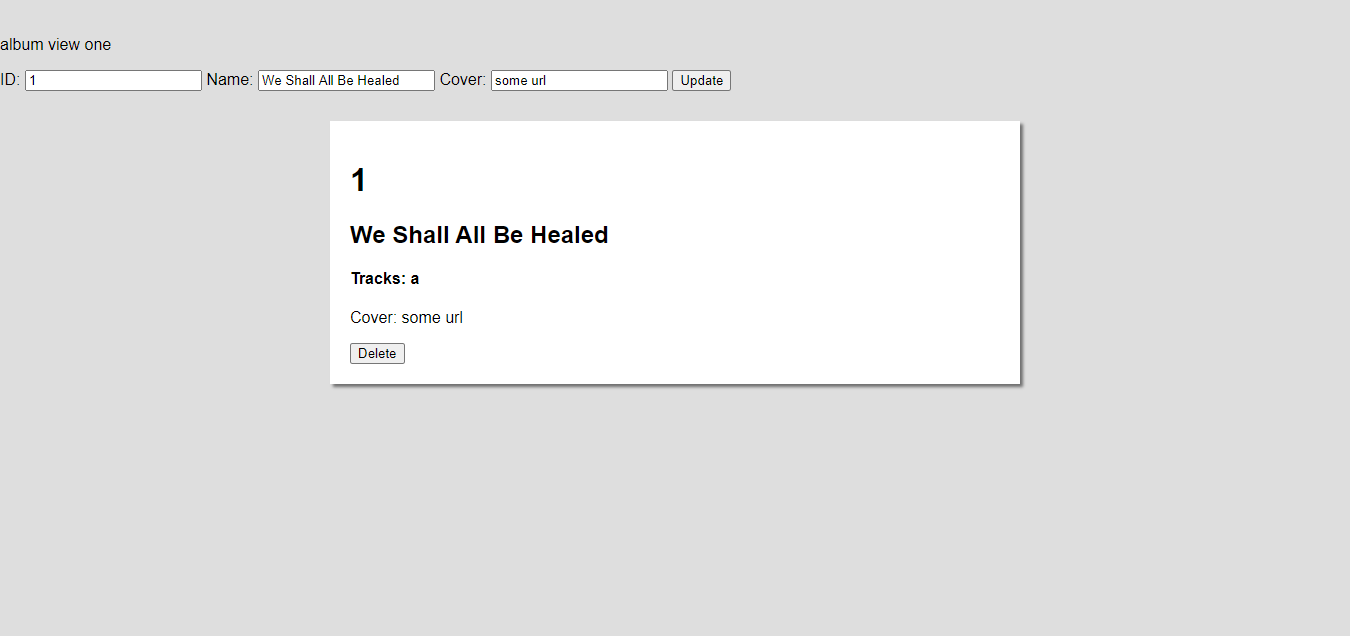 album view one
ID: 1 Name: We Shall All Be Healed Cover: some url Update
1
We Shall All Be Healed
Tracks: a
Cover: some url
Delete